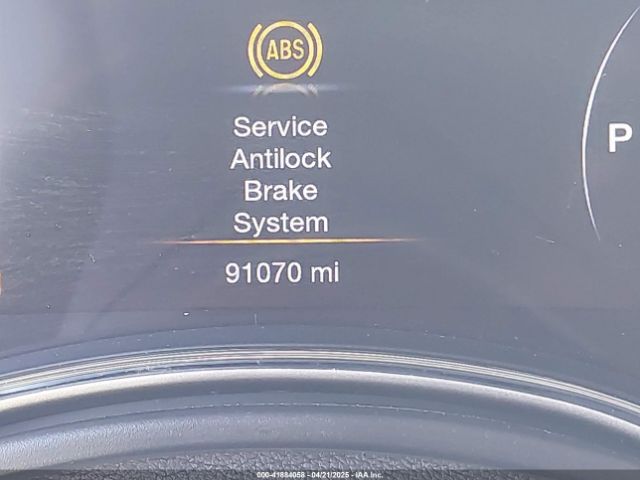 ABS
Service
Antilock
Brake
System
P
91070 mi
000-41884058 - 04/21/2025 - IAA Inc.